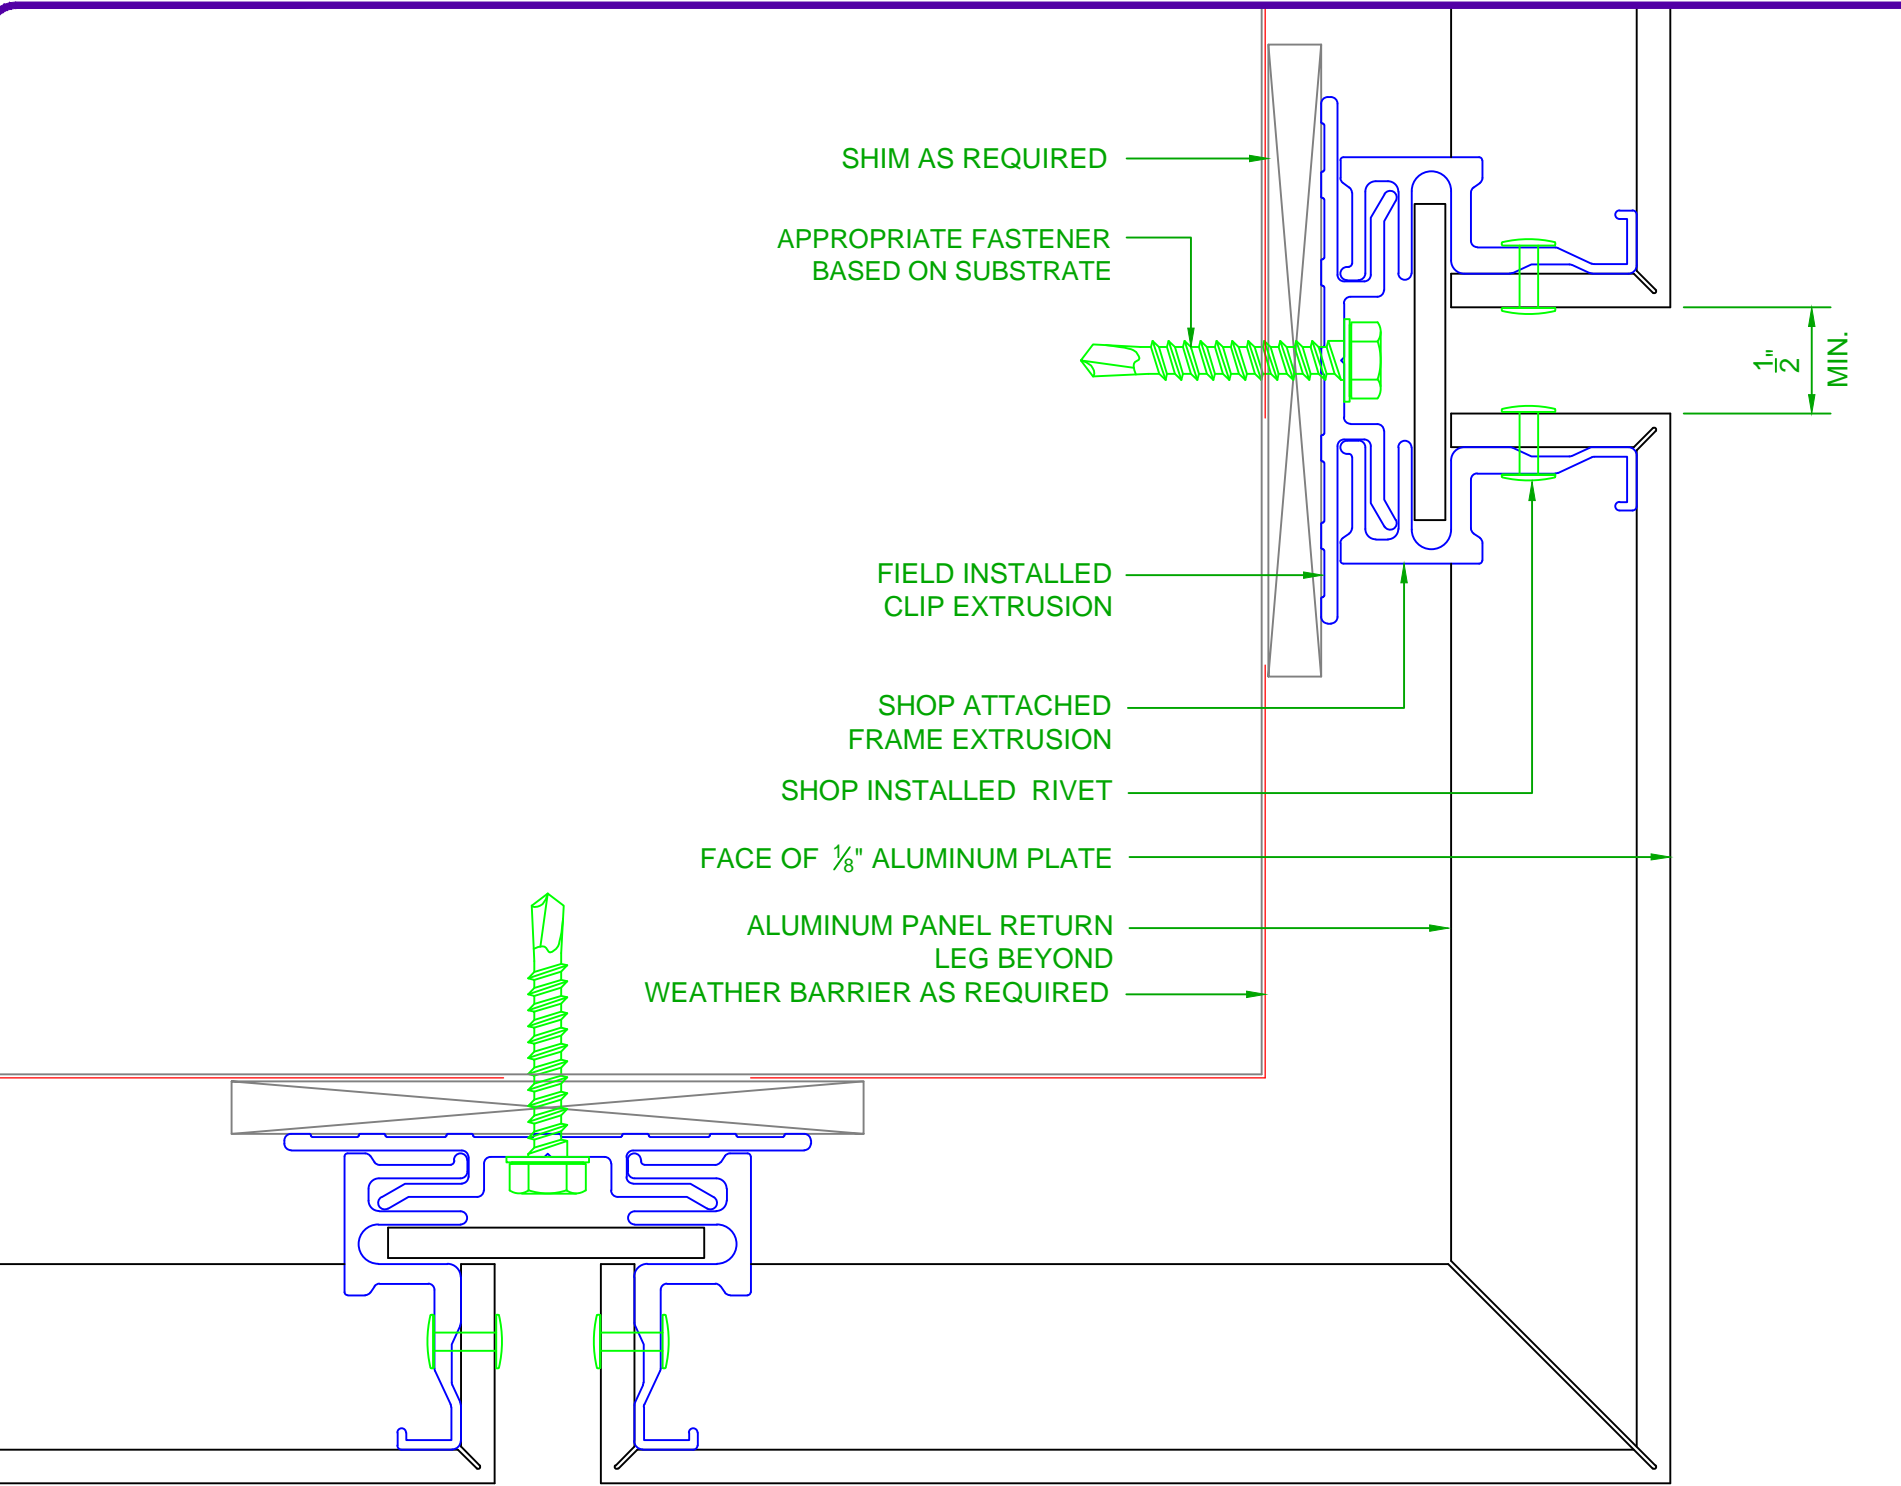 SHIM AS REQUIRED
APPROPRIATE FASTENER
BASED ON SUBSTRATE
1/2"
MIN.
FIELD INSTALLED
CLIP EXTRUSION
SHOP ATTACHED
FRAME EXTRUSION
SHOP INSTALLED  RIVET
FACE OF ⅛" ALUMINUM PLATE
ALUMINUM PANEL RETURN
LEG BEYOND
WEATHER BARRIER AS REQUIRED